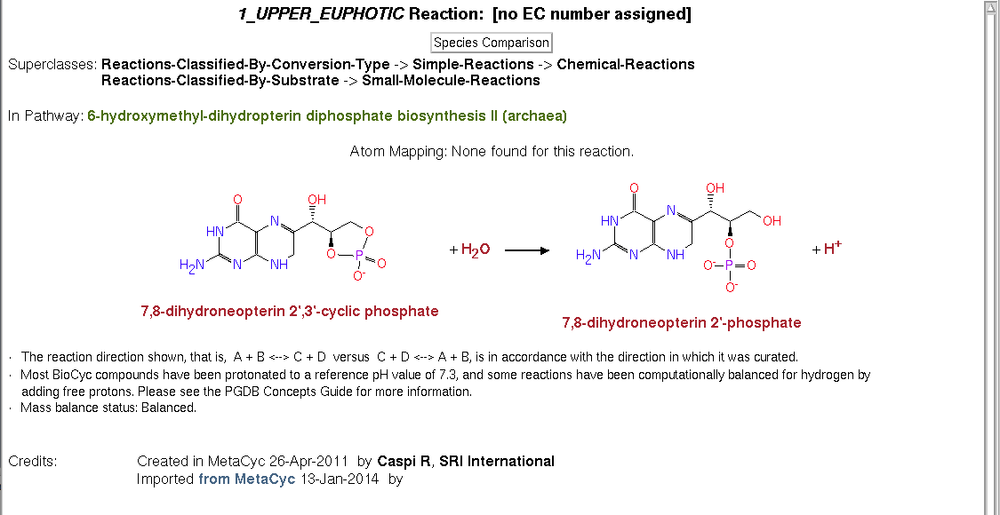 1_UPPER_EUPHOTIC Reaction: [no EC number assigned]
Species Comparison
Superclasses: Reactions-Classified-By-Conversion-Type -> Simple-Reactions -> Chemical-Reactions
Reactions-Classified-By-Substrate -> Small-Molecule-Reactions
In Pathway: 6-hydroxymethyl-dihydropterin diphosphate biosynthesis II (archaea)
Atom Mapping: None found for this reaction.
O OH
N
HN O
P
H2N N NH O O
O-
+ H2O
O OH
N
HN OH
O
H2N N NH
O- P O
O-
+ H+
7,8-dihydroneopterin 2',3'-cyclic phosphate
7,8-dihydroneopterin 2'-phosphate
· The reaction direction shown, that is, A + B <--> C + D versus C + D <--> A + B, is in accordance with the direction in which it was curated.
· Most BioCyc compounds have been protonated to a reference pH value of 7.3, and some reactions have been computationally balanced for hydrogen by
adding free protons. Please see the PGDB Concepts Guide for more information.
· Mass balance status: Balanced.
Credits: Created in MetaCyc 26-Apr-2011 by Caspi R, SRI International
Imported from MetaCyc 13-Jan-2014 by